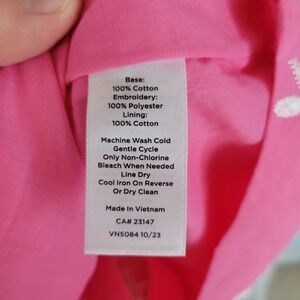 Base:
100% Cotton
Embroidery:
100% Polyester
Lining:
100% Cotton
Machine Wash Cold
Gentle Cycle
Only Non-Chlorine
Bleach When Needed
Line Dry
Cool Iron On Reverse
Or Dry Clean
Made in Vietnam
CA# 23147
VN5084 10/23